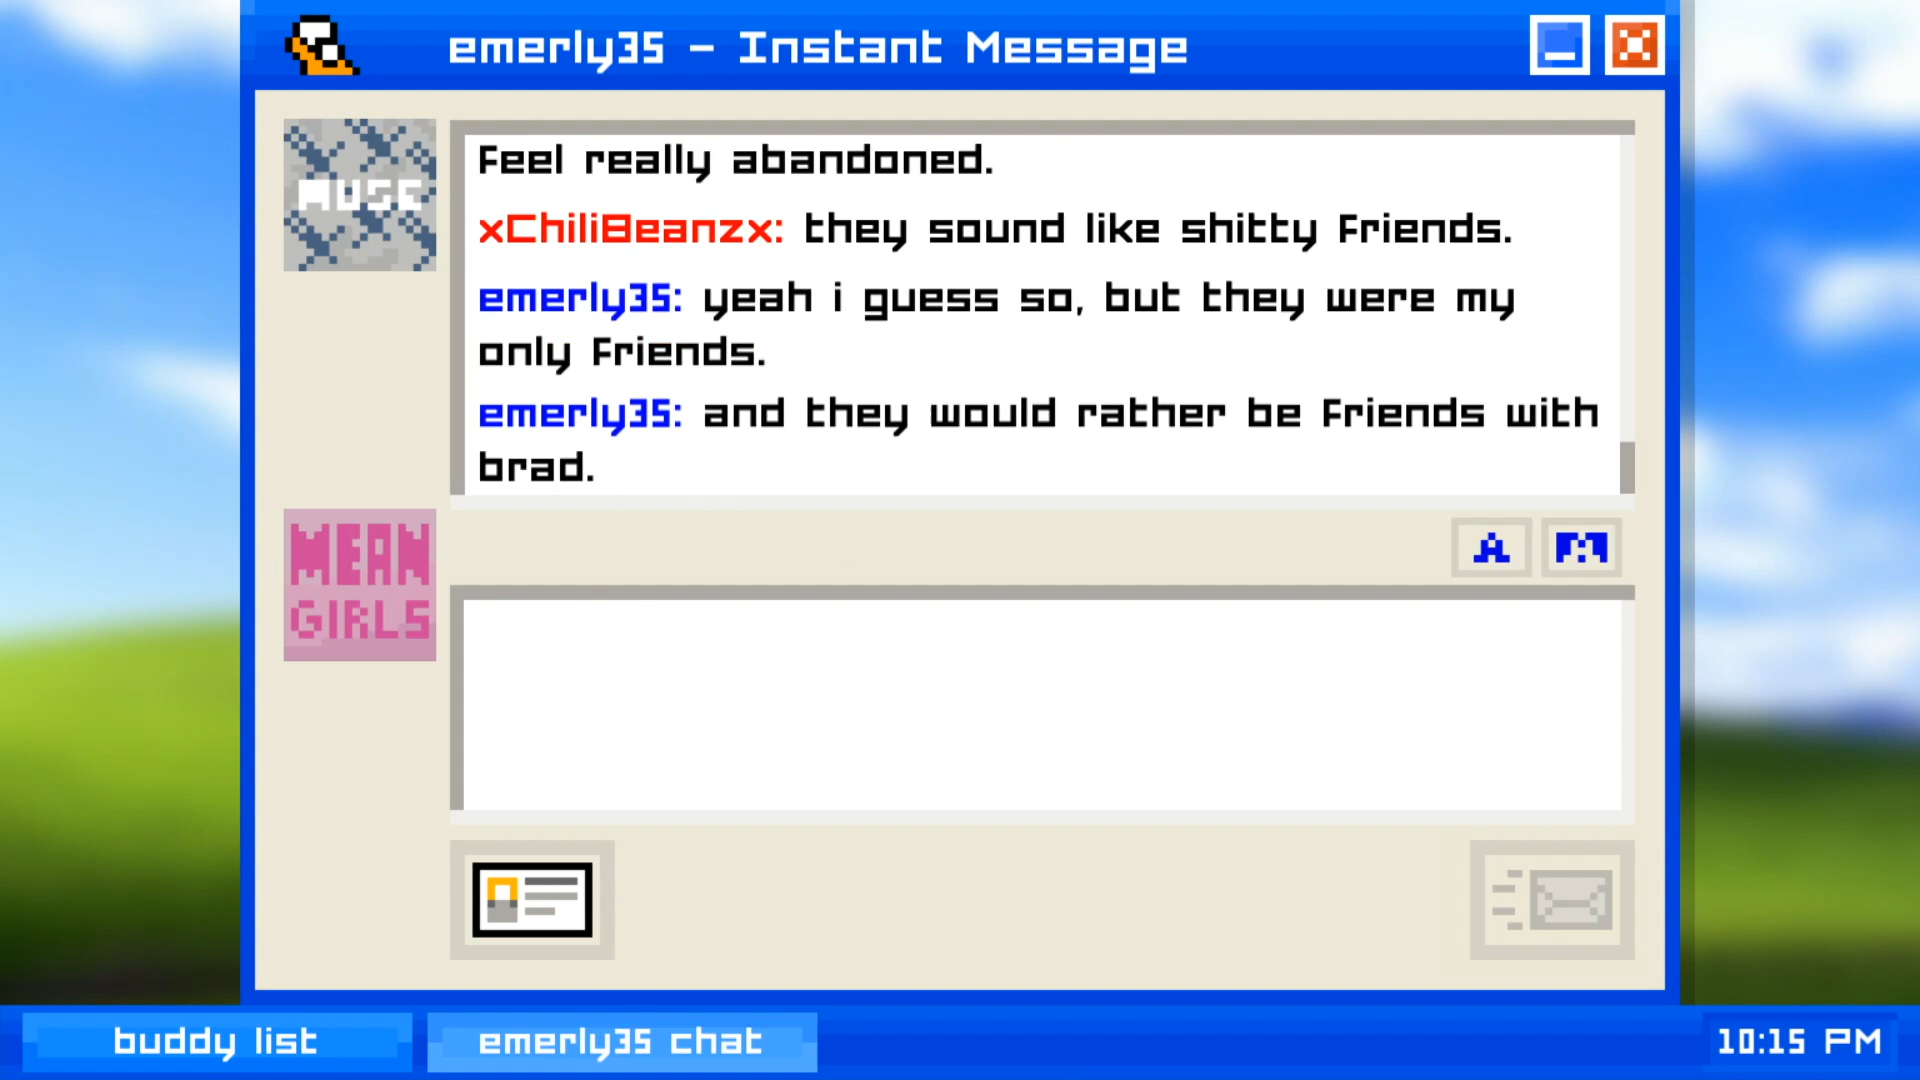 emerly35 - Instant Message
MUSE
Feel really abandoned.
xChiliBeanzx: they sound like shitty friends.
emerly35: yeah i guess so, but they were my
only friends.
emerly35: and they would rather be friends with
brad.
A M
MEAN
GIRLS
buddy list
emerly35 chat
10:15 PM